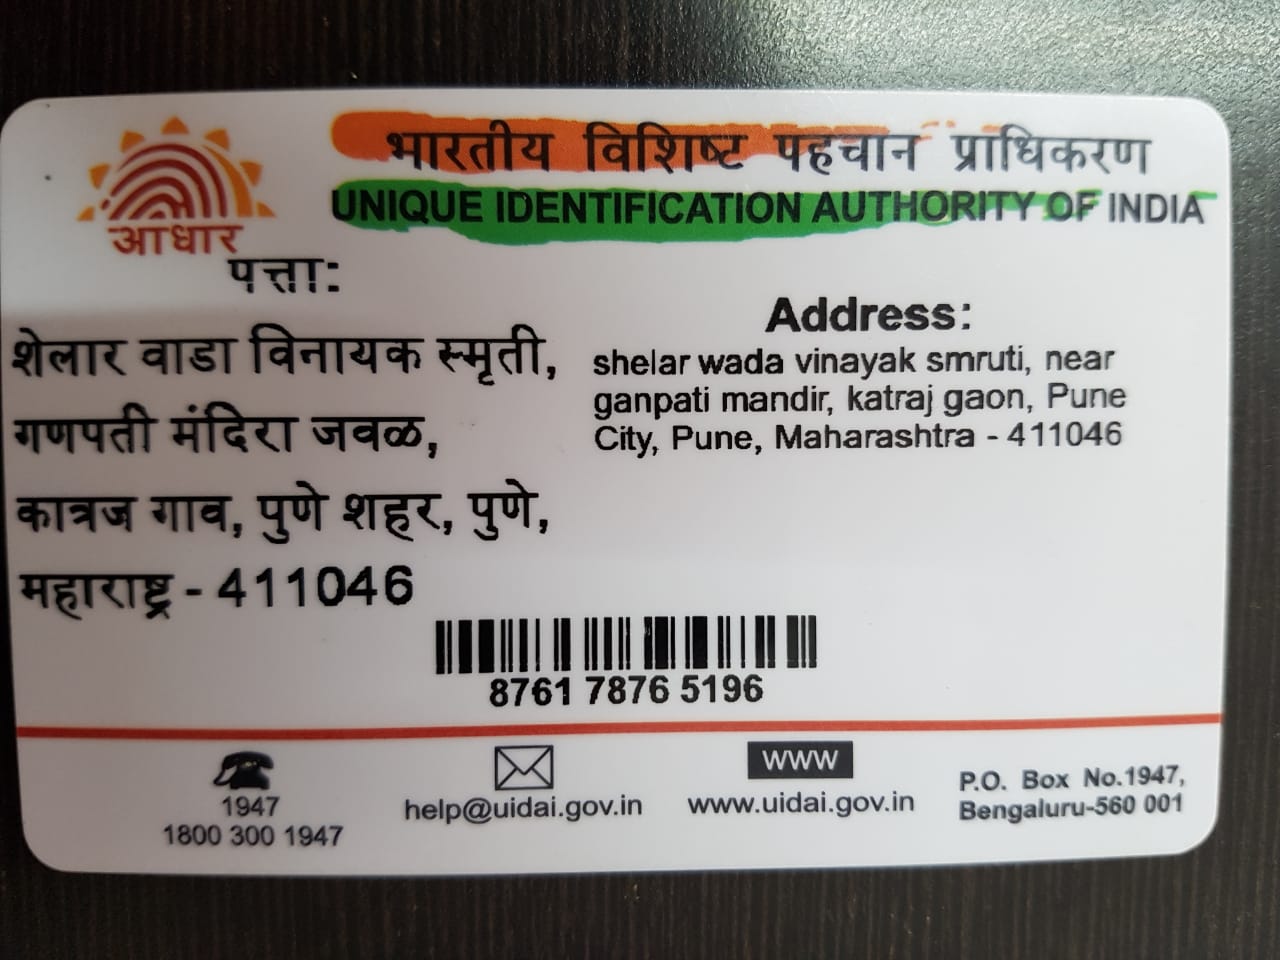 भारतीय विशिष्ट पहचान प्राधिकरण
UNIQUE IDENTIFICATION AUTHORITY OF INDIA
आधार
पत्ता:
शेलार वाडा विनायक स्मृती,
गणपती मंदिरा जवळ,
कात्रज गाव, पुणे शहर, पुणे,
महाराष्ट्र - 411046
Address:
shelar wada vinayak smruti, near
ganpati mandir, katraj gaon, Pune
City, Pune, Maharashtra - 411046
8761 7876 5196
1947
1800 300 1947
help@uidai.gov.in
www
www.uidai.gov.in
P.O. Box No.1947,
Bengaluru-560 001